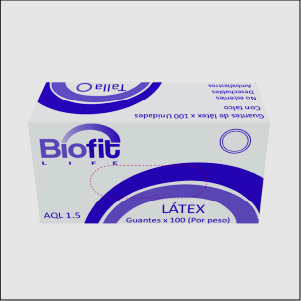 Talla
Ambidiestros
Desechables
No esteriles
Con talco
Guantes de látex x 100 Unidades
Biofit
LIFE
AQL 1.5
LÁTEX
Guantes x 100 (Por peso)